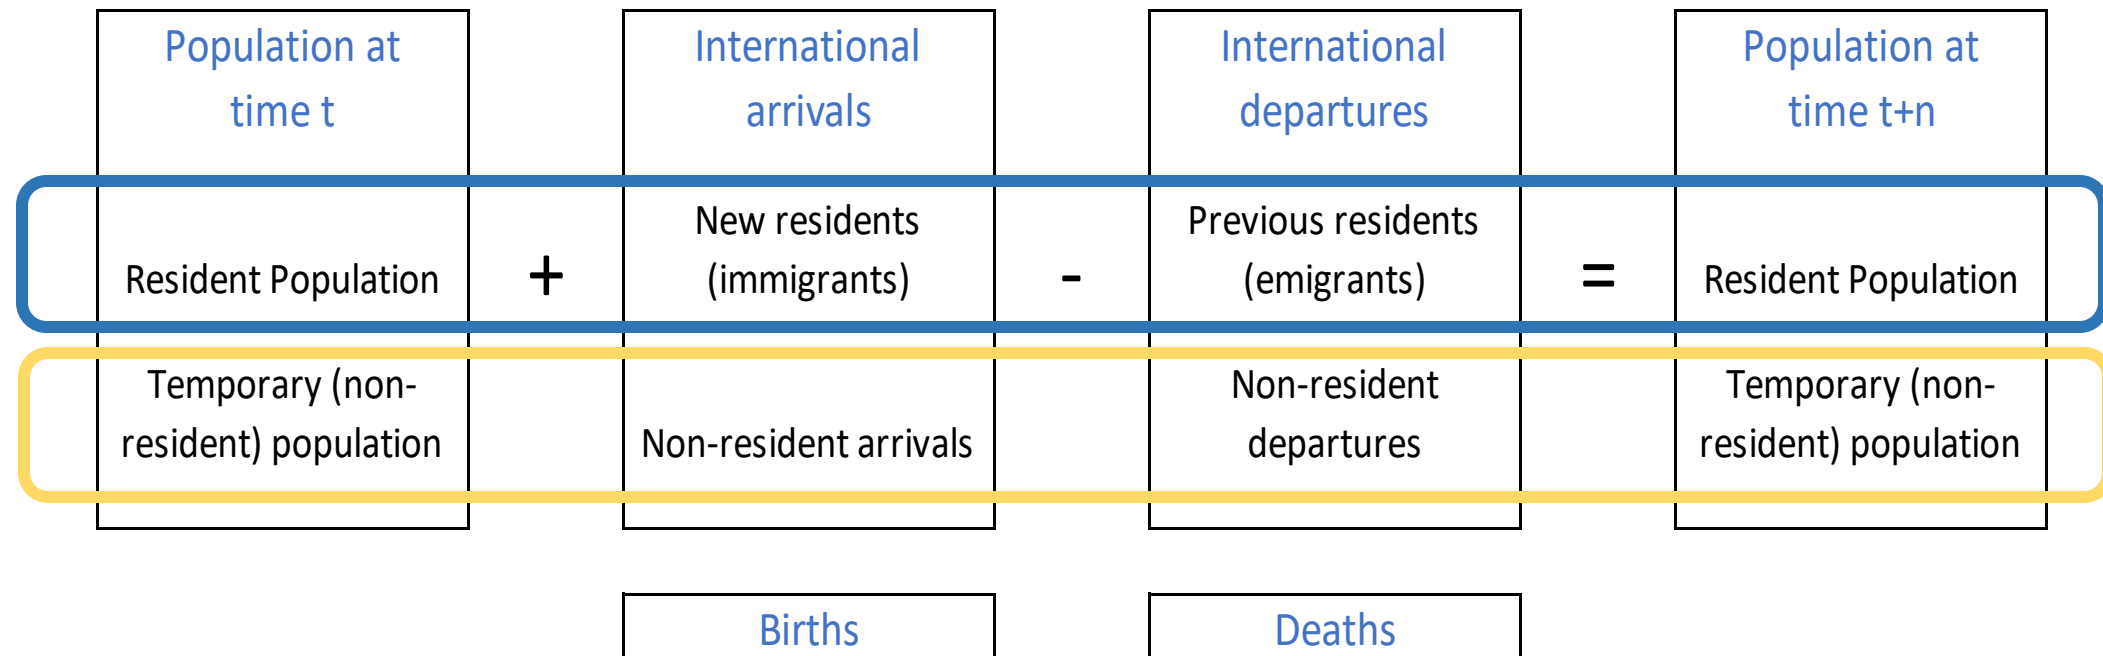 Population at
time t
International
arrivals
International
departures
Population at
time t+n
Resident Population
+
New residents
(immigrants)
-
Previous residents
(emigrants)
=
Resident Population
Temporary (non-
resident) population
Non-resident arrivals
Non-resident
departures
Temporary (non-
resident) population
Births
Deaths